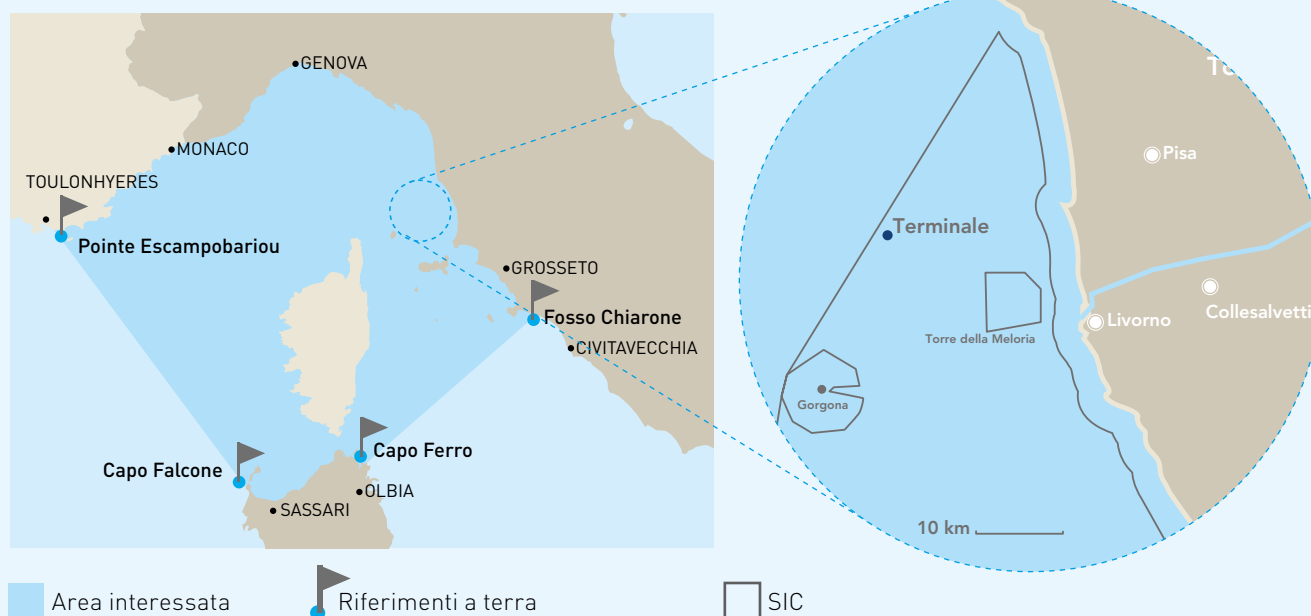 GENOVA
MONACO
TOULONHYERES
Pointe Escampobariou
GROSSETO
Fosso Chiarone
CIVITAVECCHIA
Capo Ferro
Capo Falcone
OLBIA
SASSARI
Pisa
Terminale
Collesalvetti
Livorno
Torre della Meloria
Gorgona
10 km
Area interessata
Riferimenti a terra
SIC